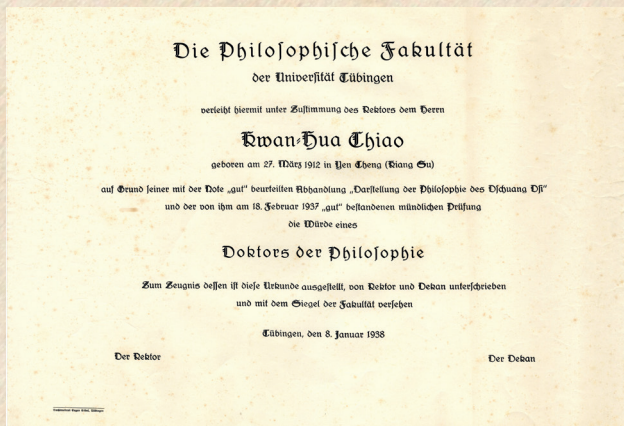 Die Philosophische Fakultät
der Universität Tübingen
verleiht hiermit unter Zustimmung des Rektors dem Herrn
Kwan-Hua Chiao
geboren am 27. März 1912 in Yen Cheng (Kiang Su)
auf Grund seiner mit der Note „gut“ beurteilten Abhandlung „Darstellung der Philosophie des Dschuang Dsi“
und der von ihm am 18. Februar 1937 „gut“ bestandenen mündlichen Prüfung
die Würde eines
Doktors der Philosophie
Zum Zeugnis dessen ist diese Urkunde ausgestellt, von Rektor und Dekan unterschrieben
und mit dem Siegel der Fakultät versehen
Tübingen, den 8. Januar 1938
Der Rektor
Der Dekan